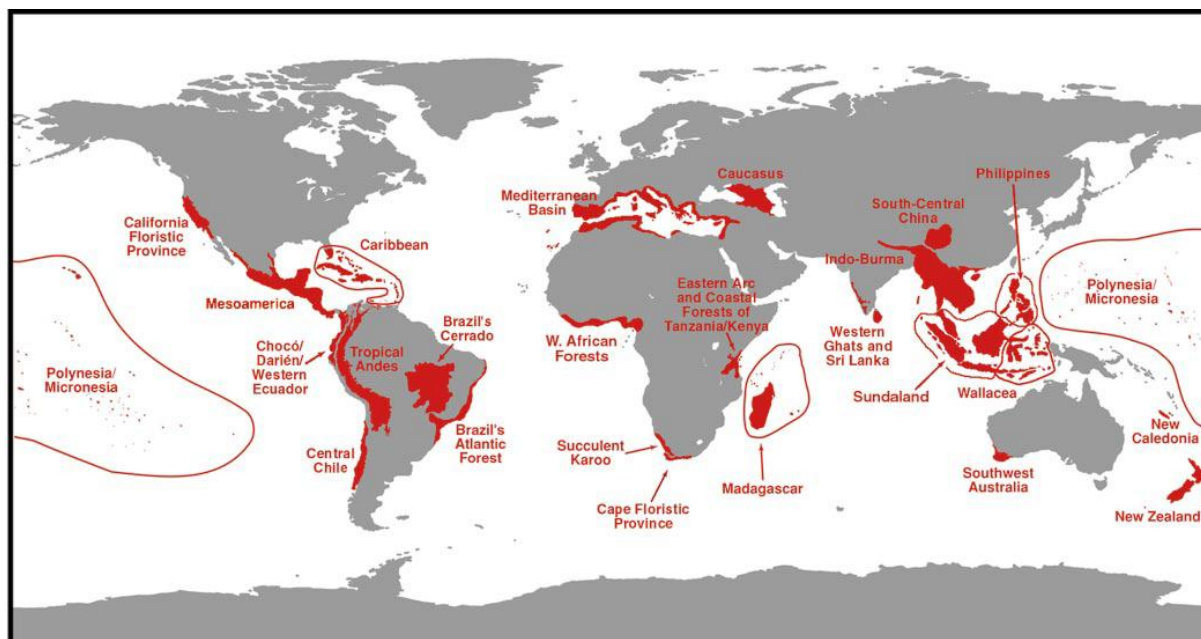 Philippines
Caucasus
Mediterranean
Basin
South-Central
China
California
Floristic
Province
Caribbean
Indo-Burma
Eastern Arc
and Coastal
Forests of
Tanzania/Kenya
Polynesia/
Micronesia
Mesoamerica
Brazil's
Cerrado
W. African
Forests
Western
Ghats and
Sri Lanka
Chocó/
Darién/
Western
Ecuador
Tropical
Andes
Polynesia/
Micronesia
Sundaland
Wallacea
New
Caledonia
Brazil's
Atlantic
Forest
Central
Chile
Succulent
Karoo
Madagascar
Southwest
Australia
Cape Floristic
Province
New Zealand